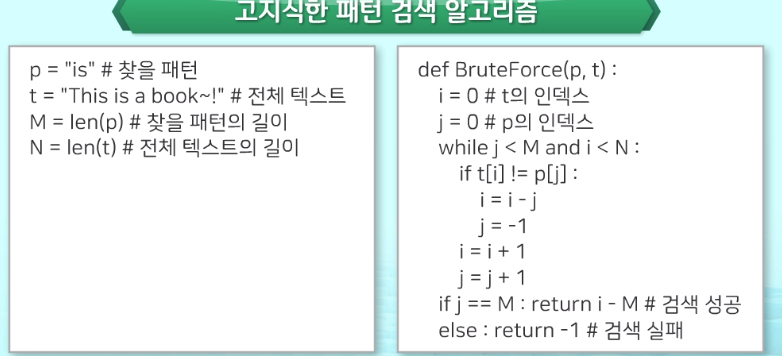 고지식한 패턴 검색 알고리즘
p = "is" # 찾을 패턴
t = "This is a book~!" # 전체 텍스트
M = len(p) # 찾을 패턴의 길이
N = len(t) # 전체 텍스트의 길이
def BruteForce(p, t) :
i = 0 # t의 인덱스
j = 0 # p의 인덱스
while j < M and i < N :
if t[i] != p[j] :
i = i - j
j = -1
i = i + 1
j = j + 1
if j == M : return i - M # 검색 성공
else : return -1 # 검색 실패